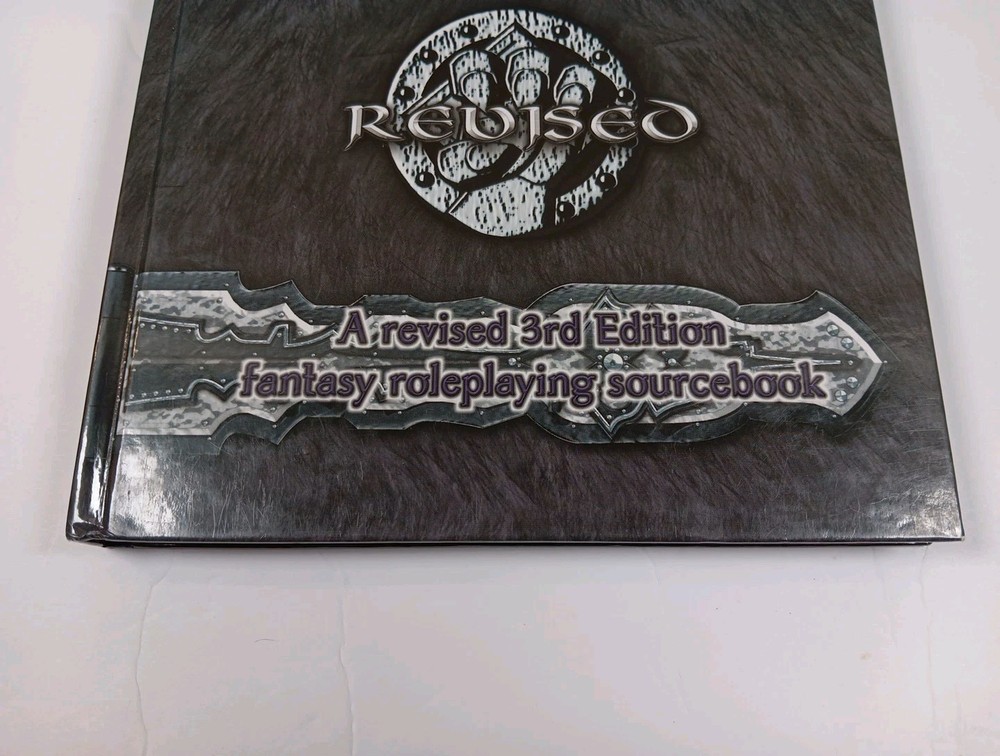 REVISED
A revised 3rd Edition
fantasy roleplaying sourcebook